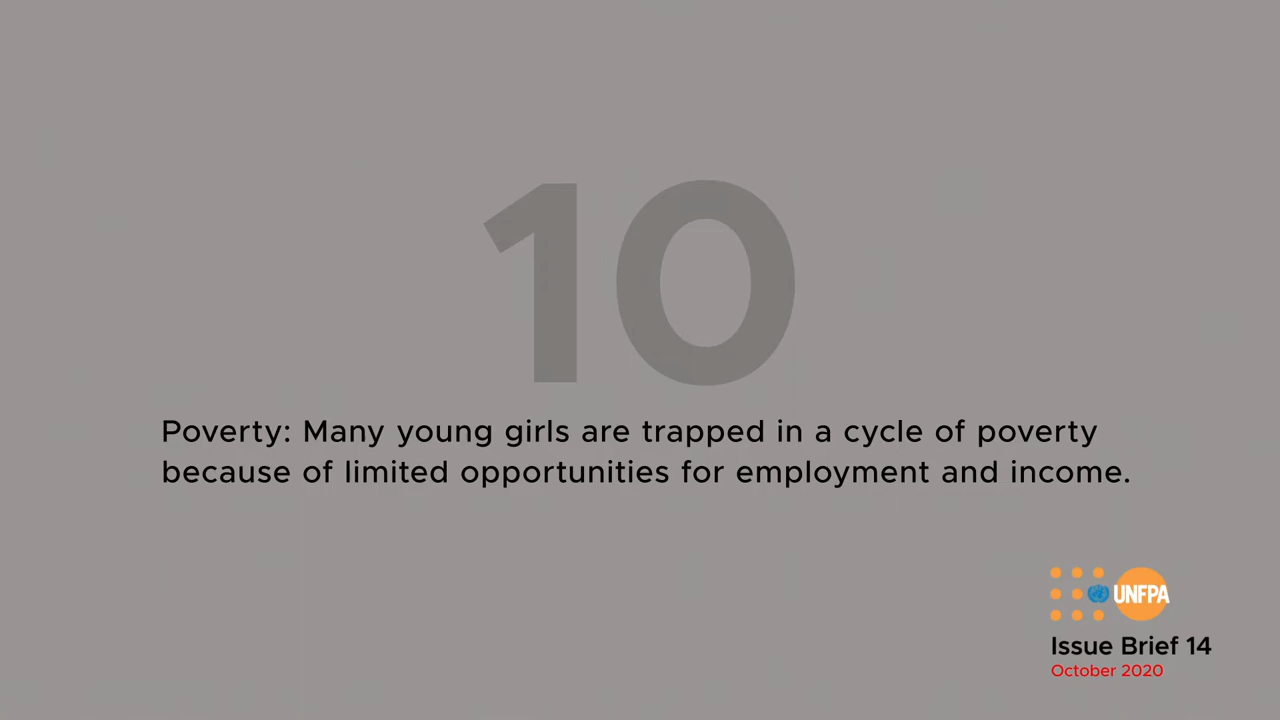 10
Poverty: Many young girls are trapped in a cycle of poverty
because of limited opportunities for employment and income.
UNFPA
Issue Brief 14
October 2020